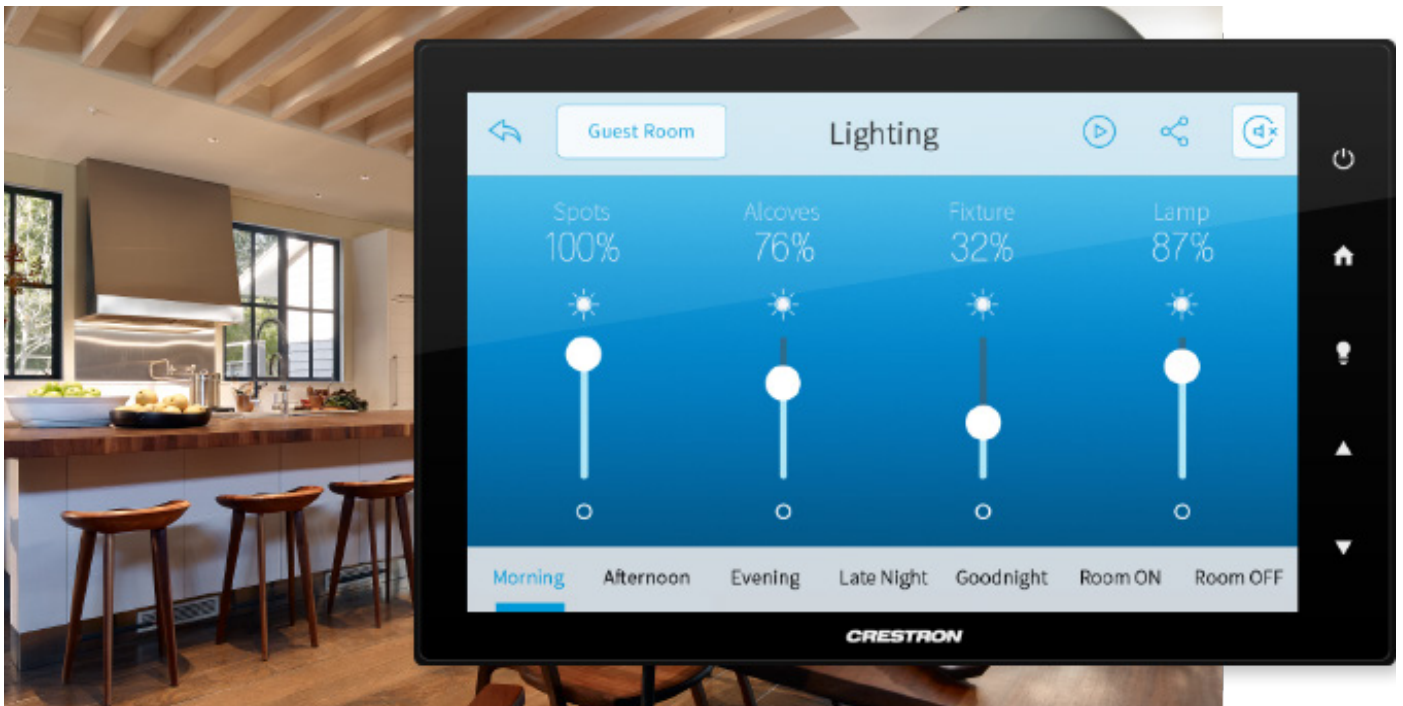 Guest Room
Lighting
Spots Alcoves Fixture Lamp
100% 76% 32% 87%
Morning Afternoon Evening Late Night Goodnight Room ON Room OFF
CRESTRON